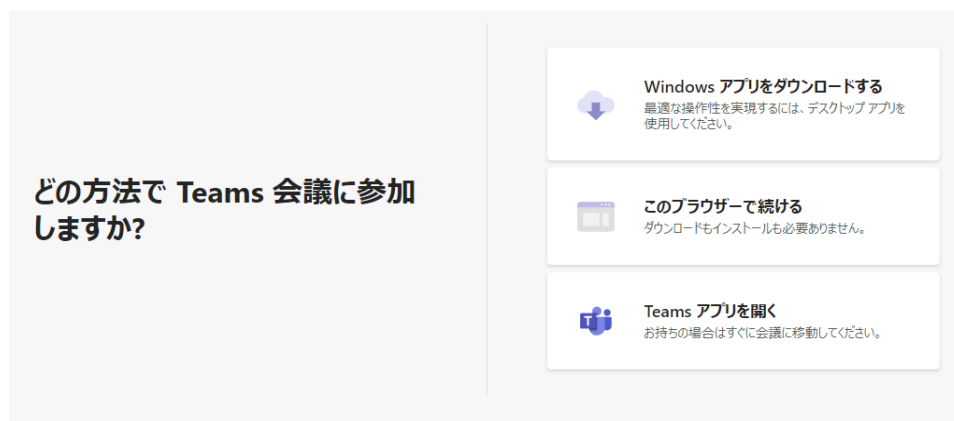 どの方法で Teams 会議に参加
しますか?
Windows アプリをダウンロードする
最適な操作性を実現するには、デスクトップ アプリを
使用してください。
このブラウザーで続ける
ダウンロードもインストールも必要ありません。
Teams アプリを開く
お持ちの場合はすぐに会議に移動してください。